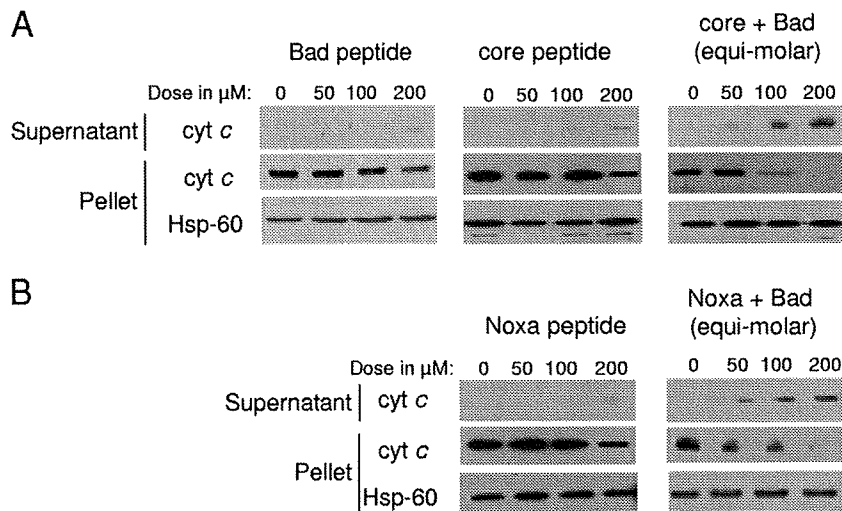 A
Bad peptide
core peptide
core + Bad
(equi-molar)
Dose in µM: 0 50 100 200 0 50 100 200 0 50 100 200
Supernatant cyt c
Pellet
cyt c
Hsp-60
B
Noxa peptide
Noxa + Bad
(equi-molar)
Dose in µM: 0 50 100 200 0 50 100 200
Supernatant cyt c
Pellet
cyt c
Hsp-60